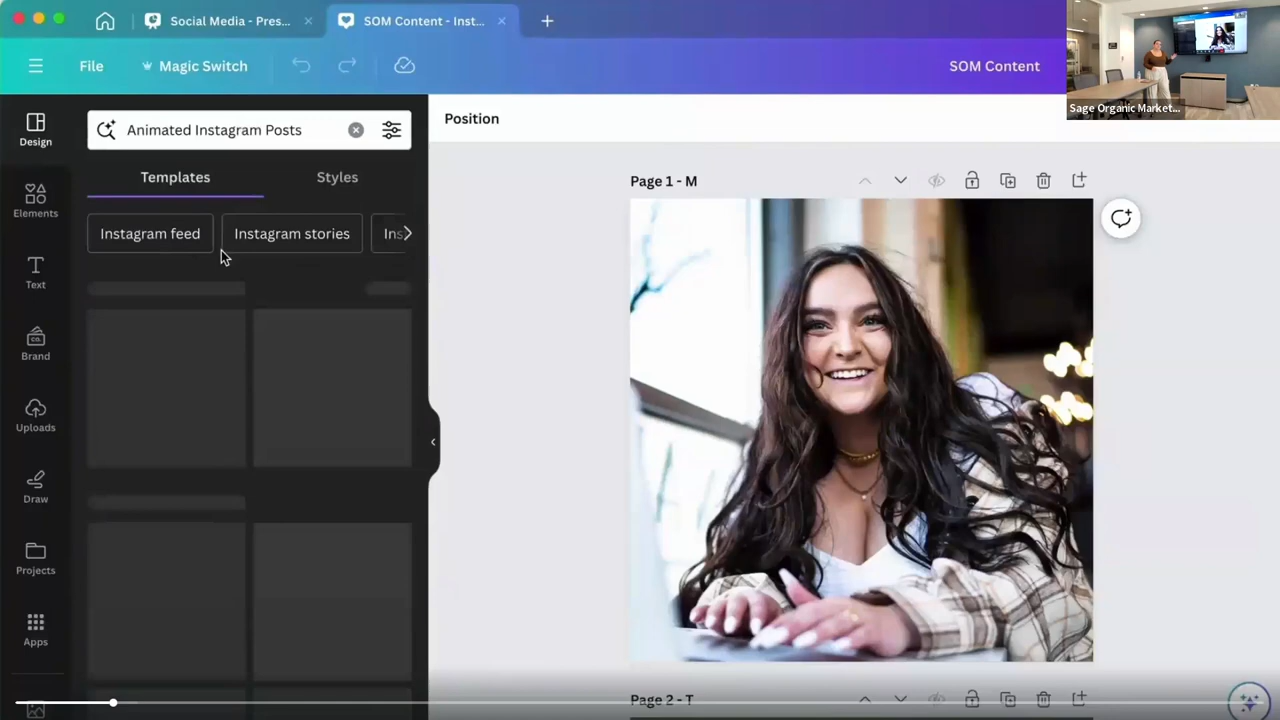 Social Media - Pres...
SOM Content - Inst...
File
Magic Switch
SOM Content
Sage Organic Market...
Design
Animated Instagram Posts
Position
Templates
Styles
Elements
Instagram feed
Instagram stories
Ins
Page 1 - M
Text
Brand
CO.
Uploads
Draw
Projects
Apps
Page 2 - T